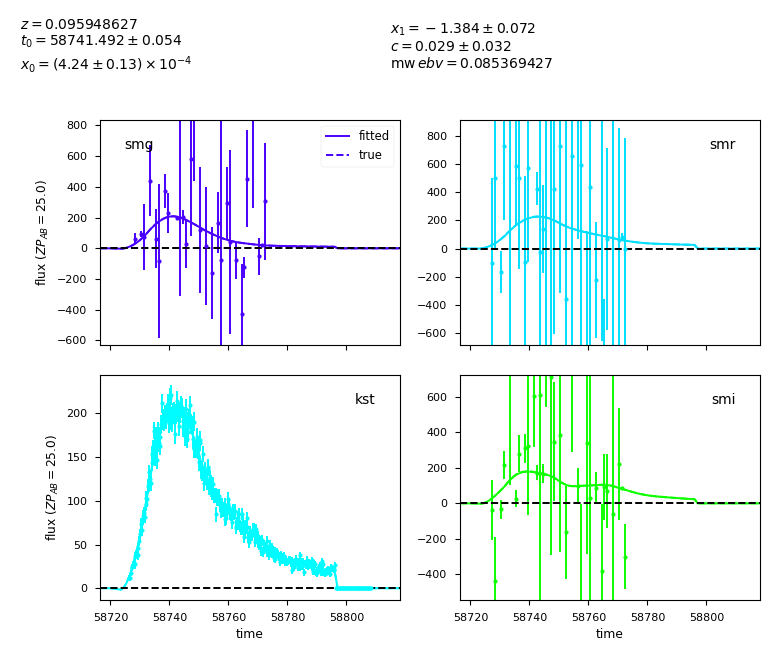 z = 0.095948627
t₀ = 58741.492 ± 0.054
x₀ = (4.24 ± 0.13) × 10⁻⁴
x₁ = −1.384 ± 0.072
c = 0.029 ± 0.032
mw ebv = 0.085369427
smg
fitted
true
800
600
400
200
0
−200
−400
−600
flux (ZP_AB = 25.0)
smr
800
600
400
200
0
−200
−400
−600
kst
200
150
100
50
0
flux (ZP_AB = 25.0)
58720 58740 58760 58780 58800
time
smi
600
400
200
0
−200
−400
58720 58740 58760 58780 58800
time